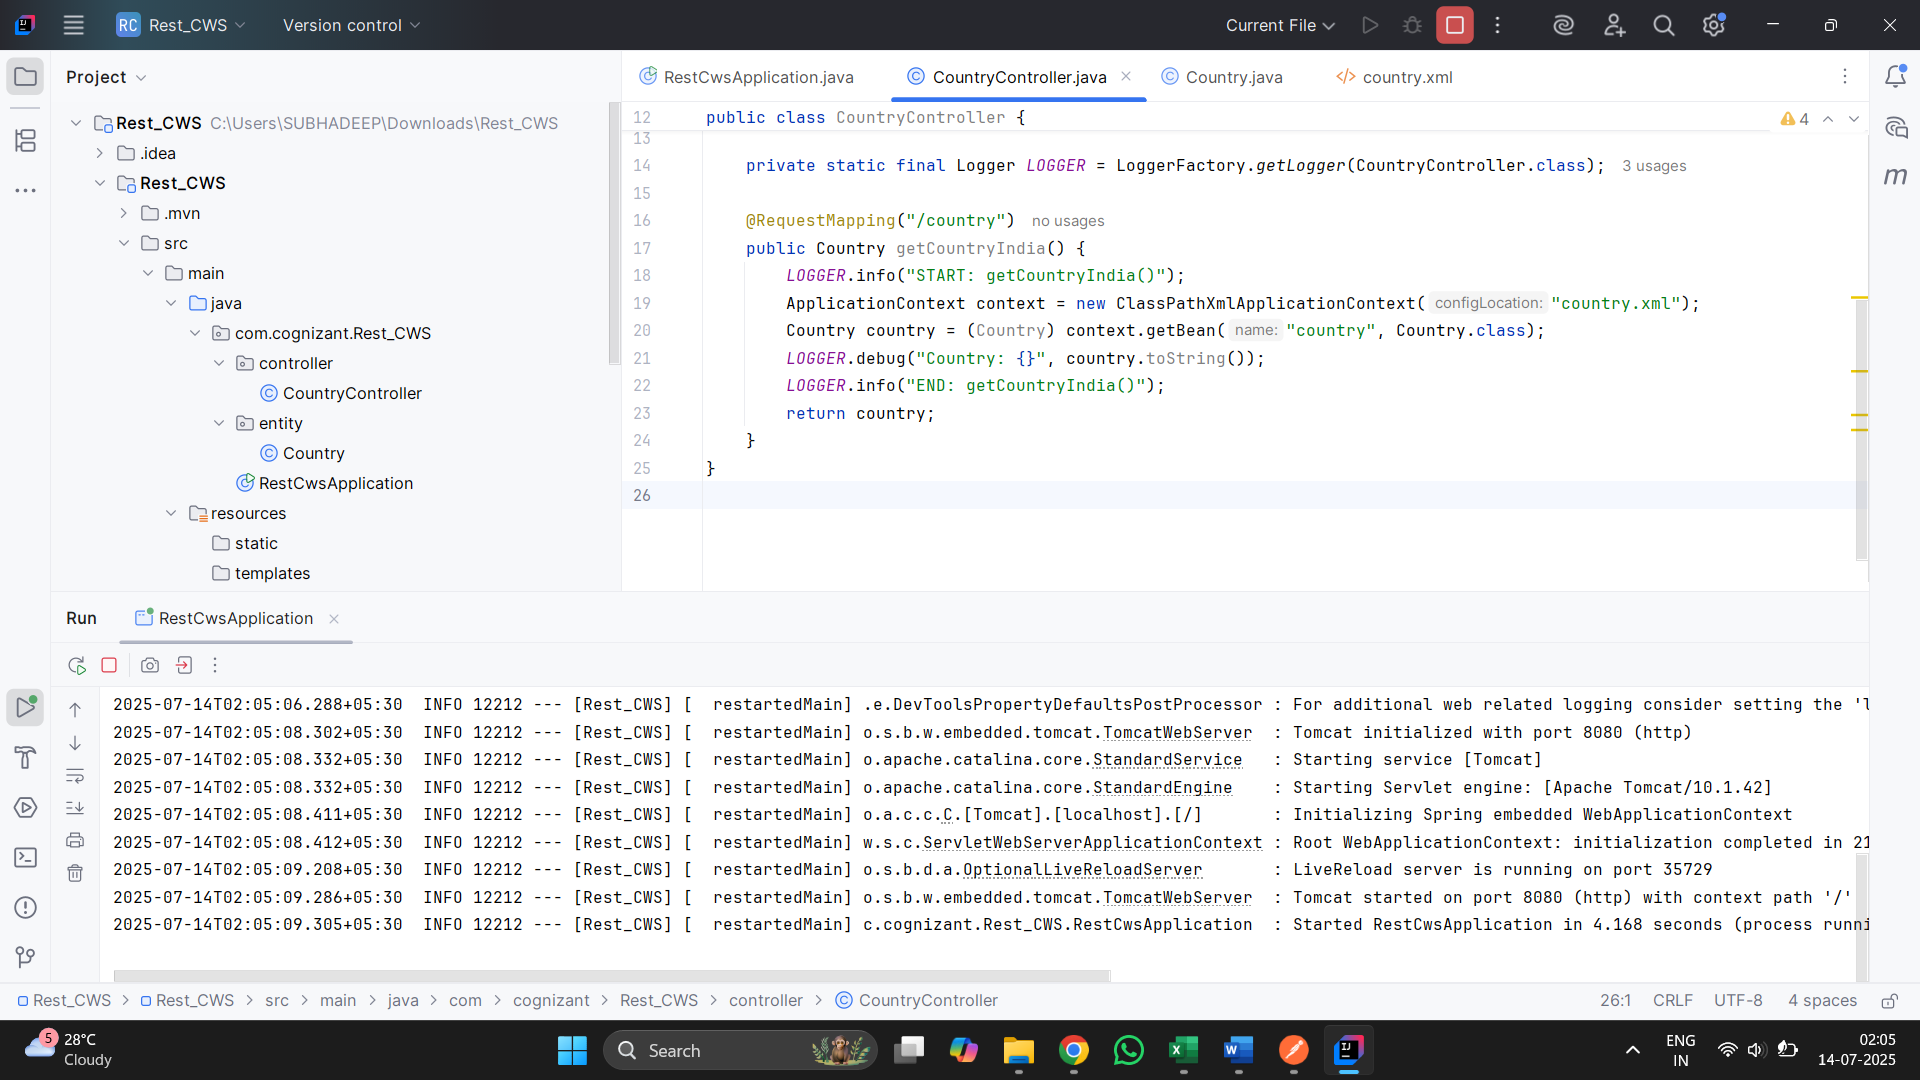 RC Rest_CWS Version control Current File
Project
Rest_CWS C:\Users\SUBHADEEP\Downloads\Rest_CWS
.idea
Rest_CWS
.mvn
src
main
java
com.cognizant.Rest_CWS
controller
CountryController
entity
Country
RestCwsApplication
resources
static
templates
RestCwsApplication.java CountryController.java Country.java country.xml
12 public class CountryController { 4
13
14 private static final Logger LOGGER = LoggerFactory.getLogger(CountryController.class); 3 usages
15
16 @RequestMapping("/country") no usages
17 public Country getCountryIndia() {
18 LOGGER.info("START: getCountryIndia()");
19 ApplicationContext context = new ClassPathXmlApplicationContext( configLocation: "country.xml");
20 Country country = (Country) context.getBean( name: "country", Country.class);
21 LOGGER.debug("Country: {}", country.toString());
22 LOGGER.info("END: getCountryIndia()");
23 return country;
24 }
25 }
26
Run RestCwsApplication
2025-07-14T02:05:06.288+05:30 INFO 12212 --- [Rest_CWS] [ restartedMain] .e.DevToolsPropertyDefaultsPostProcessor : For additional web related logging consider setting the 'l
2025-07-14T02:05:08.302+05:30 INFO 12212 --- [Rest_CWS] [ restartedMain] o.s.b.w.embedded.tomcat.TomcatWebServer : Tomcat initialized with port 8080 (http)
2025-07-14T02:05:08.332+05:30 INFO 12212 --- [Rest_CWS] [ restartedMain] o.apache.catalina.core.StandardService : Starting service [Tomcat]
2025-07-14T02:05:08.332+05:30 INFO 12212 --- [Rest_CWS] [ restartedMain] o.apache.catalina.core.StandardEngine : Starting Servlet engine: [Apache Tomcat/10.1.42]
2025-07-14T02:05:08.411+05:30 INFO 12212 --- [Rest_CWS] [ restartedMain] o.a.c.c.C.[Tomcat].[localhost].[/] : Initializing Spring embedded WebApplicationContext
2025-07-14T02:05:08.412+05:30 INFO 12212 --- [Rest_CWS] [ restartedMain] w.s.c.ServletWebServerApplicationContext : Root WebApplicationContext: initialization completed in 21
2025-07-14T02:05:09.208+05:30 INFO 12212 --- [Rest_CWS] [ restartedMain] o.s.b.d.a.OptionalLiveReloadServer : LiveReload server is running on port 35729
2025-07-14T02:05:09.286+05:30 INFO 12212 --- [Rest_CWS] [ restartedMain] o.s.b.w.embedded.tomcat.TomcatWebServer : Tomcat started on port 8080 (http) with context path '/'
2025-07-14T02:05:09.305+05:30 INFO 12212 --- [Rest_CWS] [ restartedMain] c.cognizant.Rest_CWS.RestCwsApplication : Started RestCwsApplication in 4.168 seconds (process runni
Rest_CWS > Rest_CWS > src > main > java > com > cognizant > Rest_CWS > controller > CountryController 26:1 CRLF UTF-8 4 spaces
5 28°C
Cloudy
Search
ENG
IN
02:05
14-07-2025